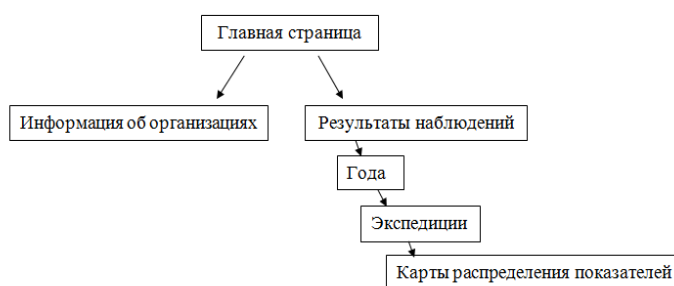 Главная страница
Информация об организациях
Результаты наблюдений
Года
Экспедиции
Карты распределения показателей